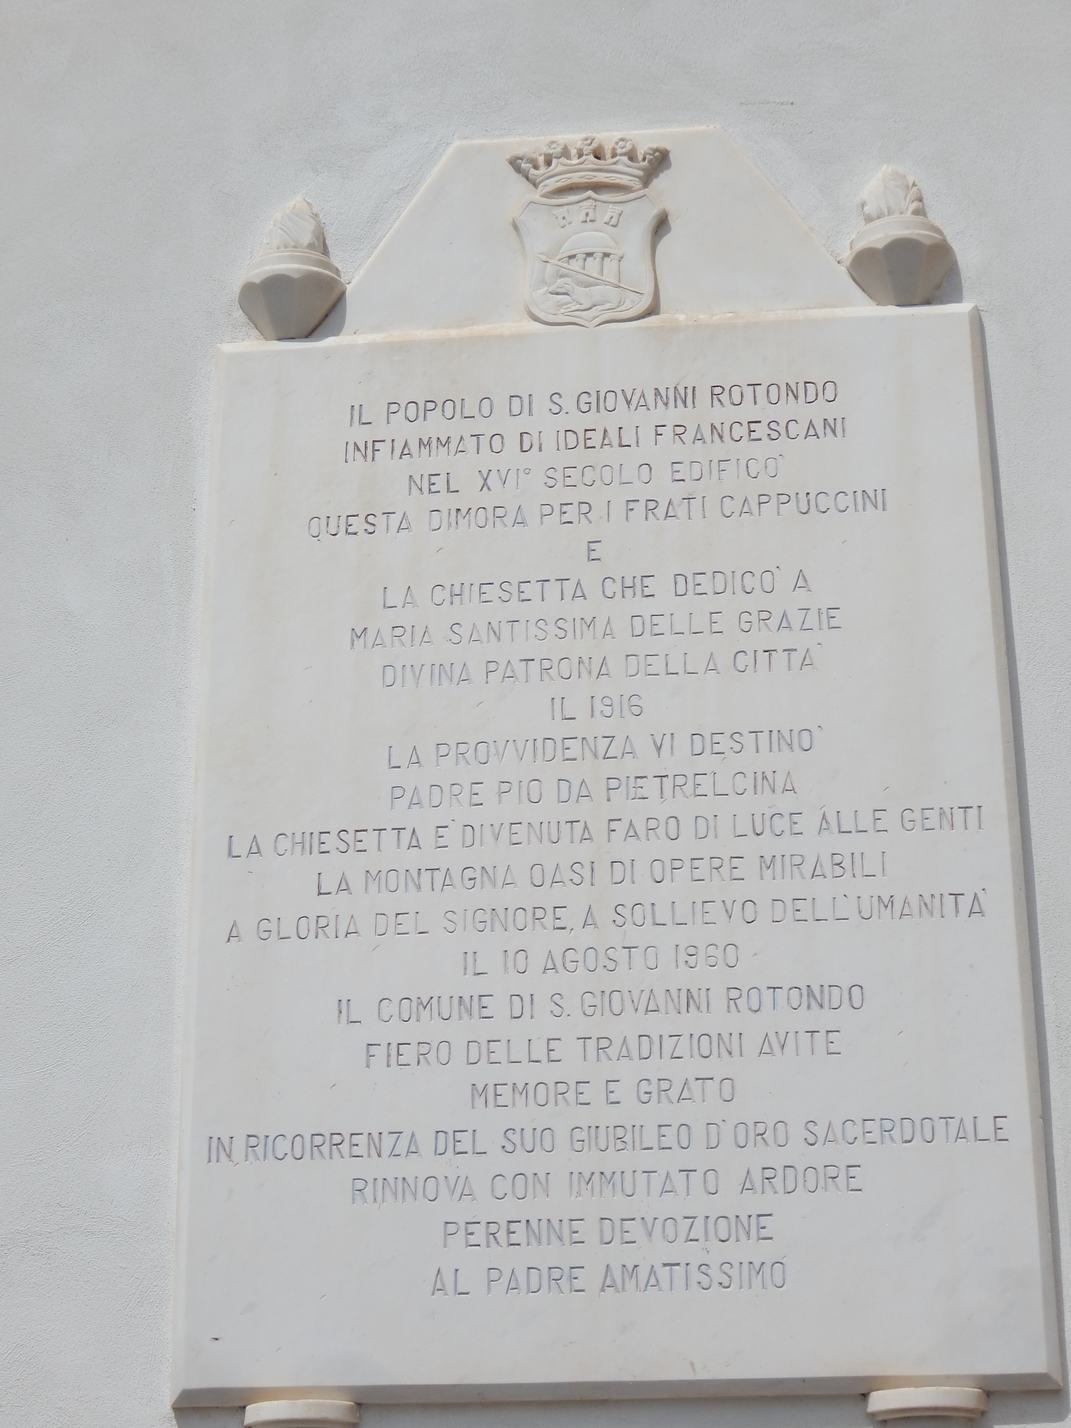 IL POPOLO DI S. GIOVANNI ROTONDO
INFIAMMATO DI IDEALI FRANCESCANI
NEL XVI° SECOLO EDIFICO'
QUESTA DIMORA PER I FRATI CAPPUCCINI
E
LA CHIESETTA CHE DEDICO' A
MARIA SANTISSIMA DELLE GRAZIE
DIVINA PATRONA DELLA CITTA'
IL 1916
LA PROVVIDENZA VI DESTINO'
PADRE PIO DA PIETRELCINA
LA CHIESETTA E' DIVENUTA FARO DI LUCE ALLE GENTI
LA MONTAGNA OASI DI OPERE MIRABILI
A GLORIA DEL SIGNORE, A SOLLIEVO DELL'UMANITA'
IL 10 AGOSTO 1960
IL COMUNE DI S. GIOVANNI ROTONDO
FIERO DELLE TRADIZIONI AVITE
MEMORE E GRATO
IN RICORRENZA DEL SUO GIUBILEO D'ORO SACERDOTALE
RINNOVA CON IMMUTATO ARDORE
PERENNE DEVOZIONE
AL PADRE AMATISSIMO